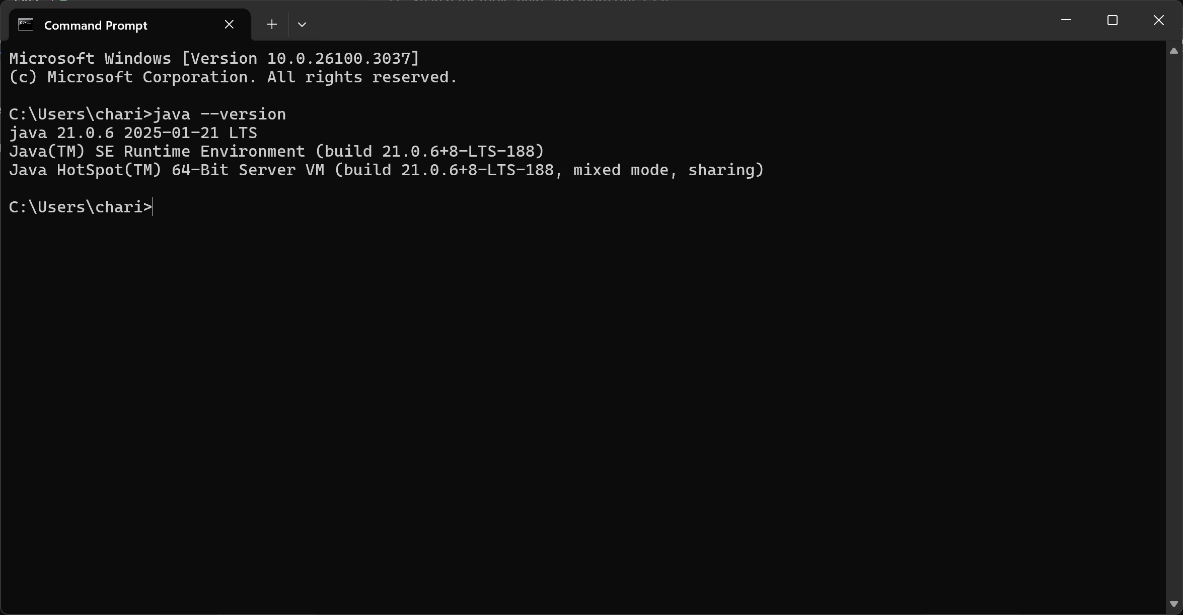 Command Prompt
Microsoft Windows [Version 10.0.26100.3037]
(c) Microsoft Corporation. All rights reserved.
C:\Users\chari>java --version
java 21.0.6 2025-01-21 LTS
Java(TM) SE Runtime Environment (build 21.0.6+8-LTS-188)
Java HotSpot(TM) 64-Bit Server VM (build 21.0.6+8-LTS-188, mixed mode, sharing)
C:\Users\chari>